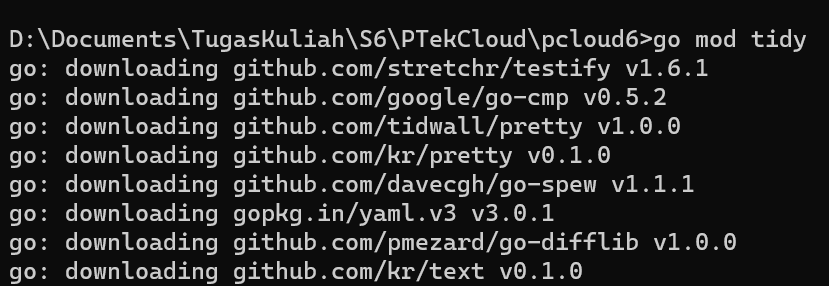 D:\Documents\TugasKuliah\S6\PTekCloud\pcloud6>go mod tidy
go: downloading github.com/stretchr/testify v1.6.1
go: downloading github.com/google/go-cmp v0.5.2
go: downloading github.com/tidwall/pretty v1.0.0
go: downloading github.com/kr/pretty v0.1.0
go: downloading github.com/davecgh/go-spew v1.1.1
go: downloading gopkg.in/yaml.v3 v3.0.1
go: downloading github.com/pmezard/go-difflib v1.0.0
go: downloading github.com/kr/text v0.1.0